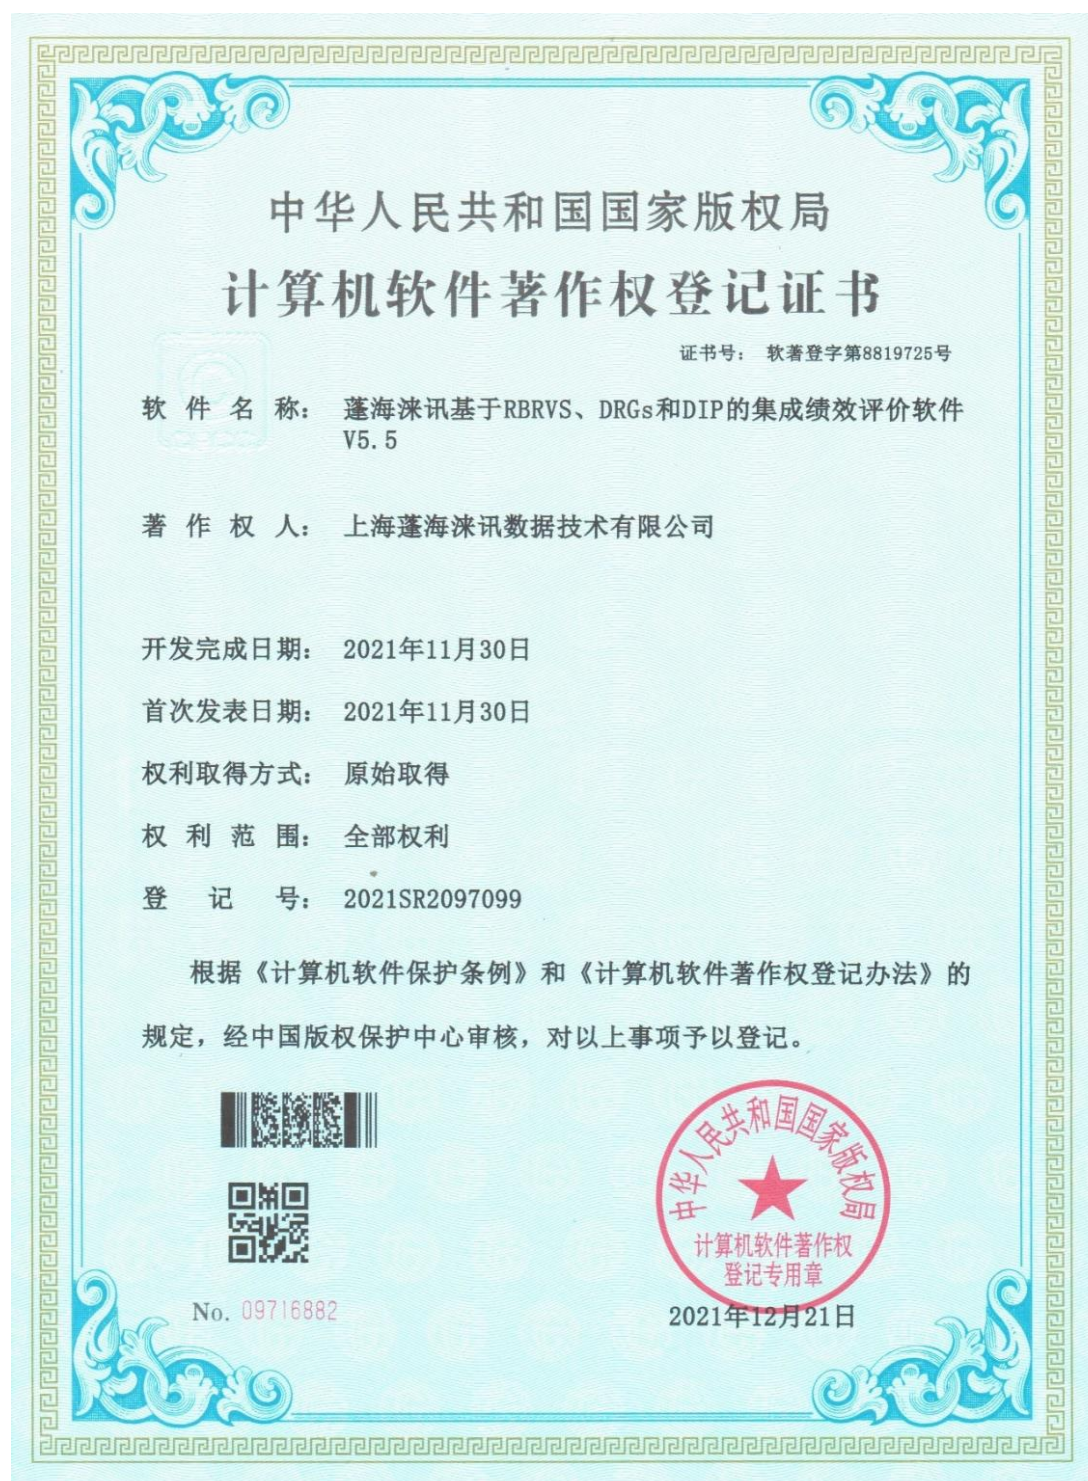 中华人民共和国国家版权局
计算机软件著作权登记证书
证书号： 软著登字第8819725号
软件名称： 蓬海涞讯基于RBRVS、DRGs和DIP的集成绩效评价软件
V5.5
著作权人： 上海蓬海涞讯数据技术有限公司
开发完成日期： 2021年11月30日
首次发表日期： 2021年11月30日
权利取得方式： 原始取得
权利范围： 全部权利
登记号： 2021SR2097099
根据《计算机软件保护条例》和《计算机软件著作权登记办法》的
规定，经中国版权保护中心审核，对以上事项予以登记。
中华人民共和国国家版权局
计算机软件著作权
登记专用章
No. 09716882
2021年12月21日